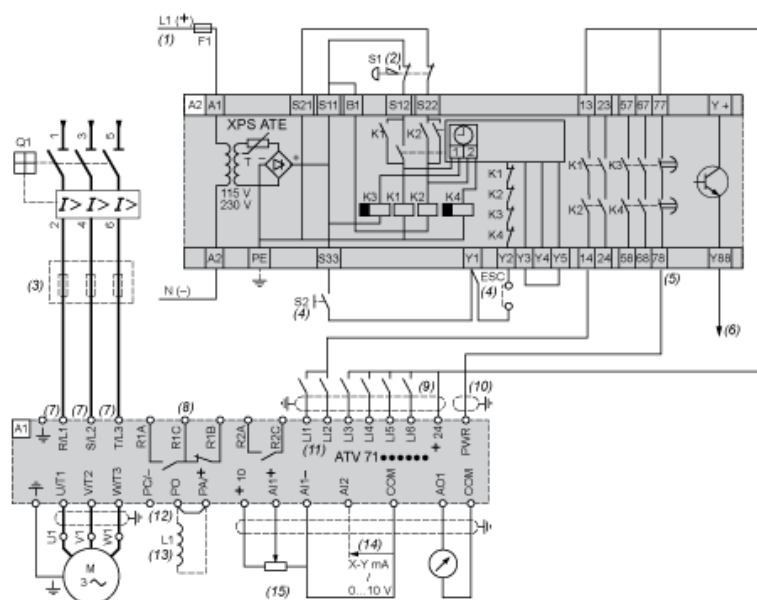 L1 (+)
(1)
F1
S1 (2)
A2 A1 S21 S11 B1 S12 S22 13 23 57 67 77 Y +
XPS ATE
K1 K2
1 2
T
+
115 V
230 V
K3 K1 K2 K4
K1
K2
K3
K4
K1 K3
K2 K4
A2 PE S33 Y1 Y2 Y3 Y4 Y5 14 24 58 68 78 Y88
Q1
1 3 5
I> I> I>
2 4 6
(3)
N (–)
S2
(4)
ESC
(4)
(5)
(6)
(7) (7) (7) (8) (9) (10)
A1
R/L1 S/L2 T/L3 R1A R1C R1B R2A R2C LI1 LI2 LI3 LI4 LI5 LI6 + 24 PWR
(11)
ATV 71●●●●●●
U/T1 V/T2 W/T3 PC/- PO PA/+ + 10 AI1+ AI1- AI2 COM AO1 COM
(12)
U1 V1 W1
L1
(13)
(14)
X-Y mA
/
0...10 V
M
3 ~
(15)